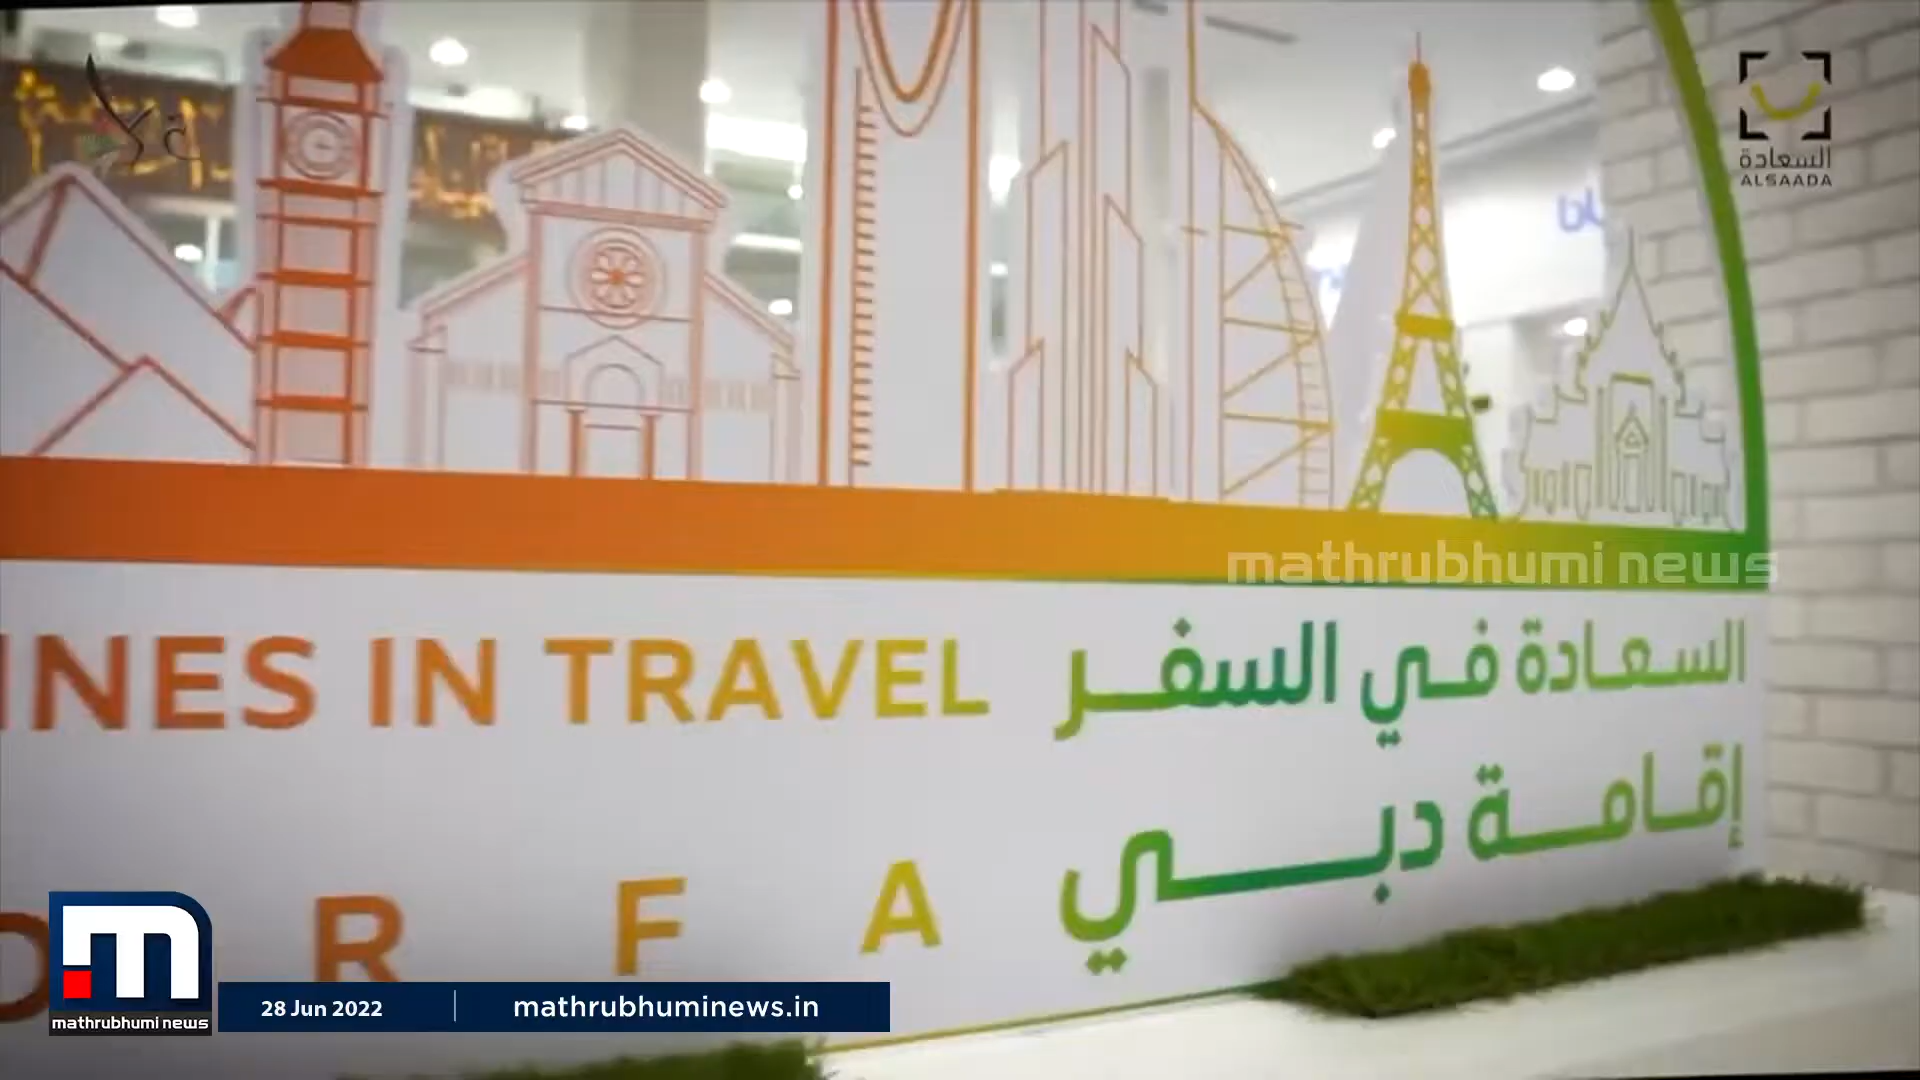 السعادة
ALSAADA
mathrubhumi news
INES IN TRAVEL
السعادة في السفر
إقامة دبي
D R F A
mathrubhumi news
28 Jun 2022
mathrubhuminews.in